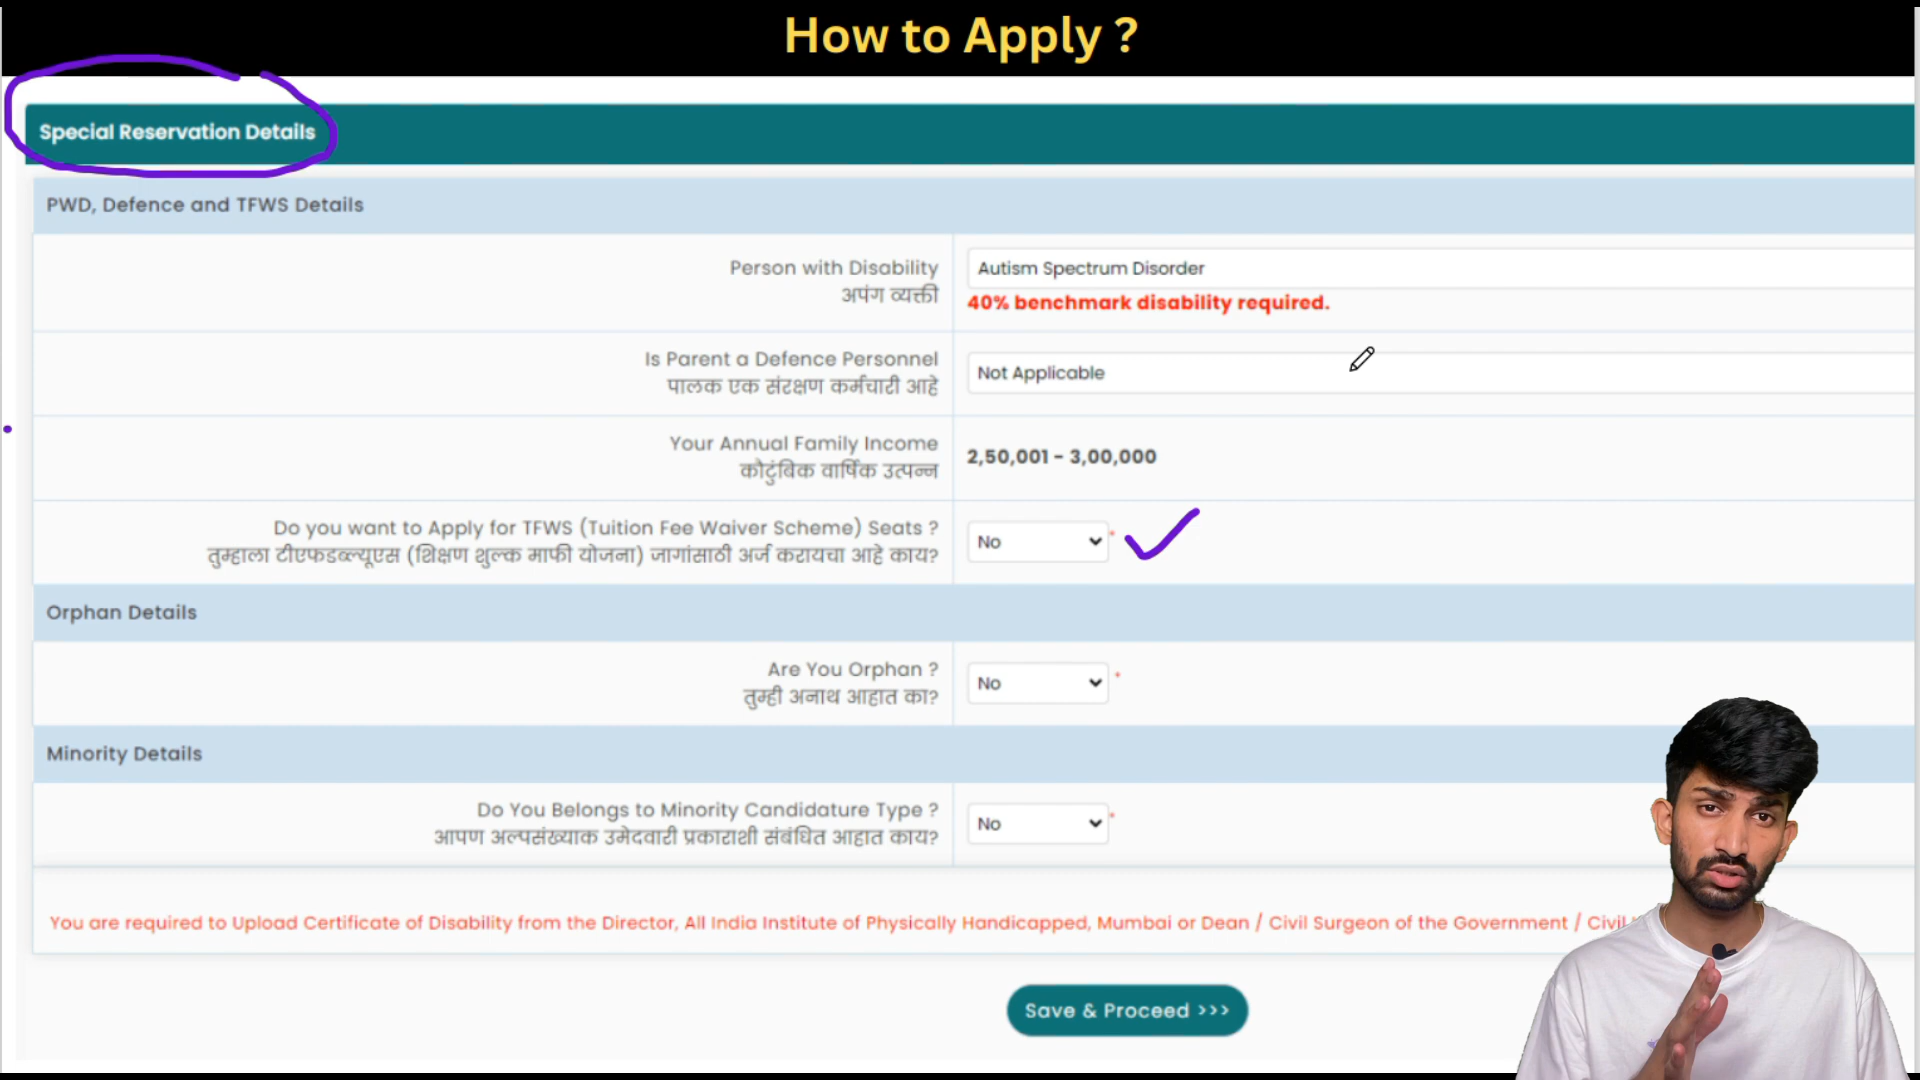 How to Apply ?
Special Reservation Details
PWD, Defence and TFWS Details
Person with Disability
अपंग व्यक्ती
Autism Spectrum Disorder
40% benchmark disability required.
Is Parent a Defence Personnel
पालक एक संरक्षण कर्मचारी आहे
Not Applicable
Your Annual Family Income
कौटुंबिक वार्षिक उत्पन्न
2,50,001 - 3,00,000
Do you want to Apply for TFWS (Tuition Fee Waiver Scheme) Seats ?
तुम्हाला टीएफडब्ल्यूएस (शिक्षण शुल्क माफी योजना) जागांसाठी अर्ज करायचा आहे काय?
No
*
Orphan Details
Are You Orphan ?
तुम्ही अनाथ आहात का?
No
*
Minority Details
Do You Belongs to Minority Candidature Type ?
आपण अल्पसंख्याक उमेदवारी प्रकाराशी संबंधित आहात काय?
No
*
You are required to Upload Certificate of Disability from the Director, All India Institute of Physically Handicapped, Mumbai or Dean / Civil Surgeon of the Government / Civil
Save & Proceed >>>